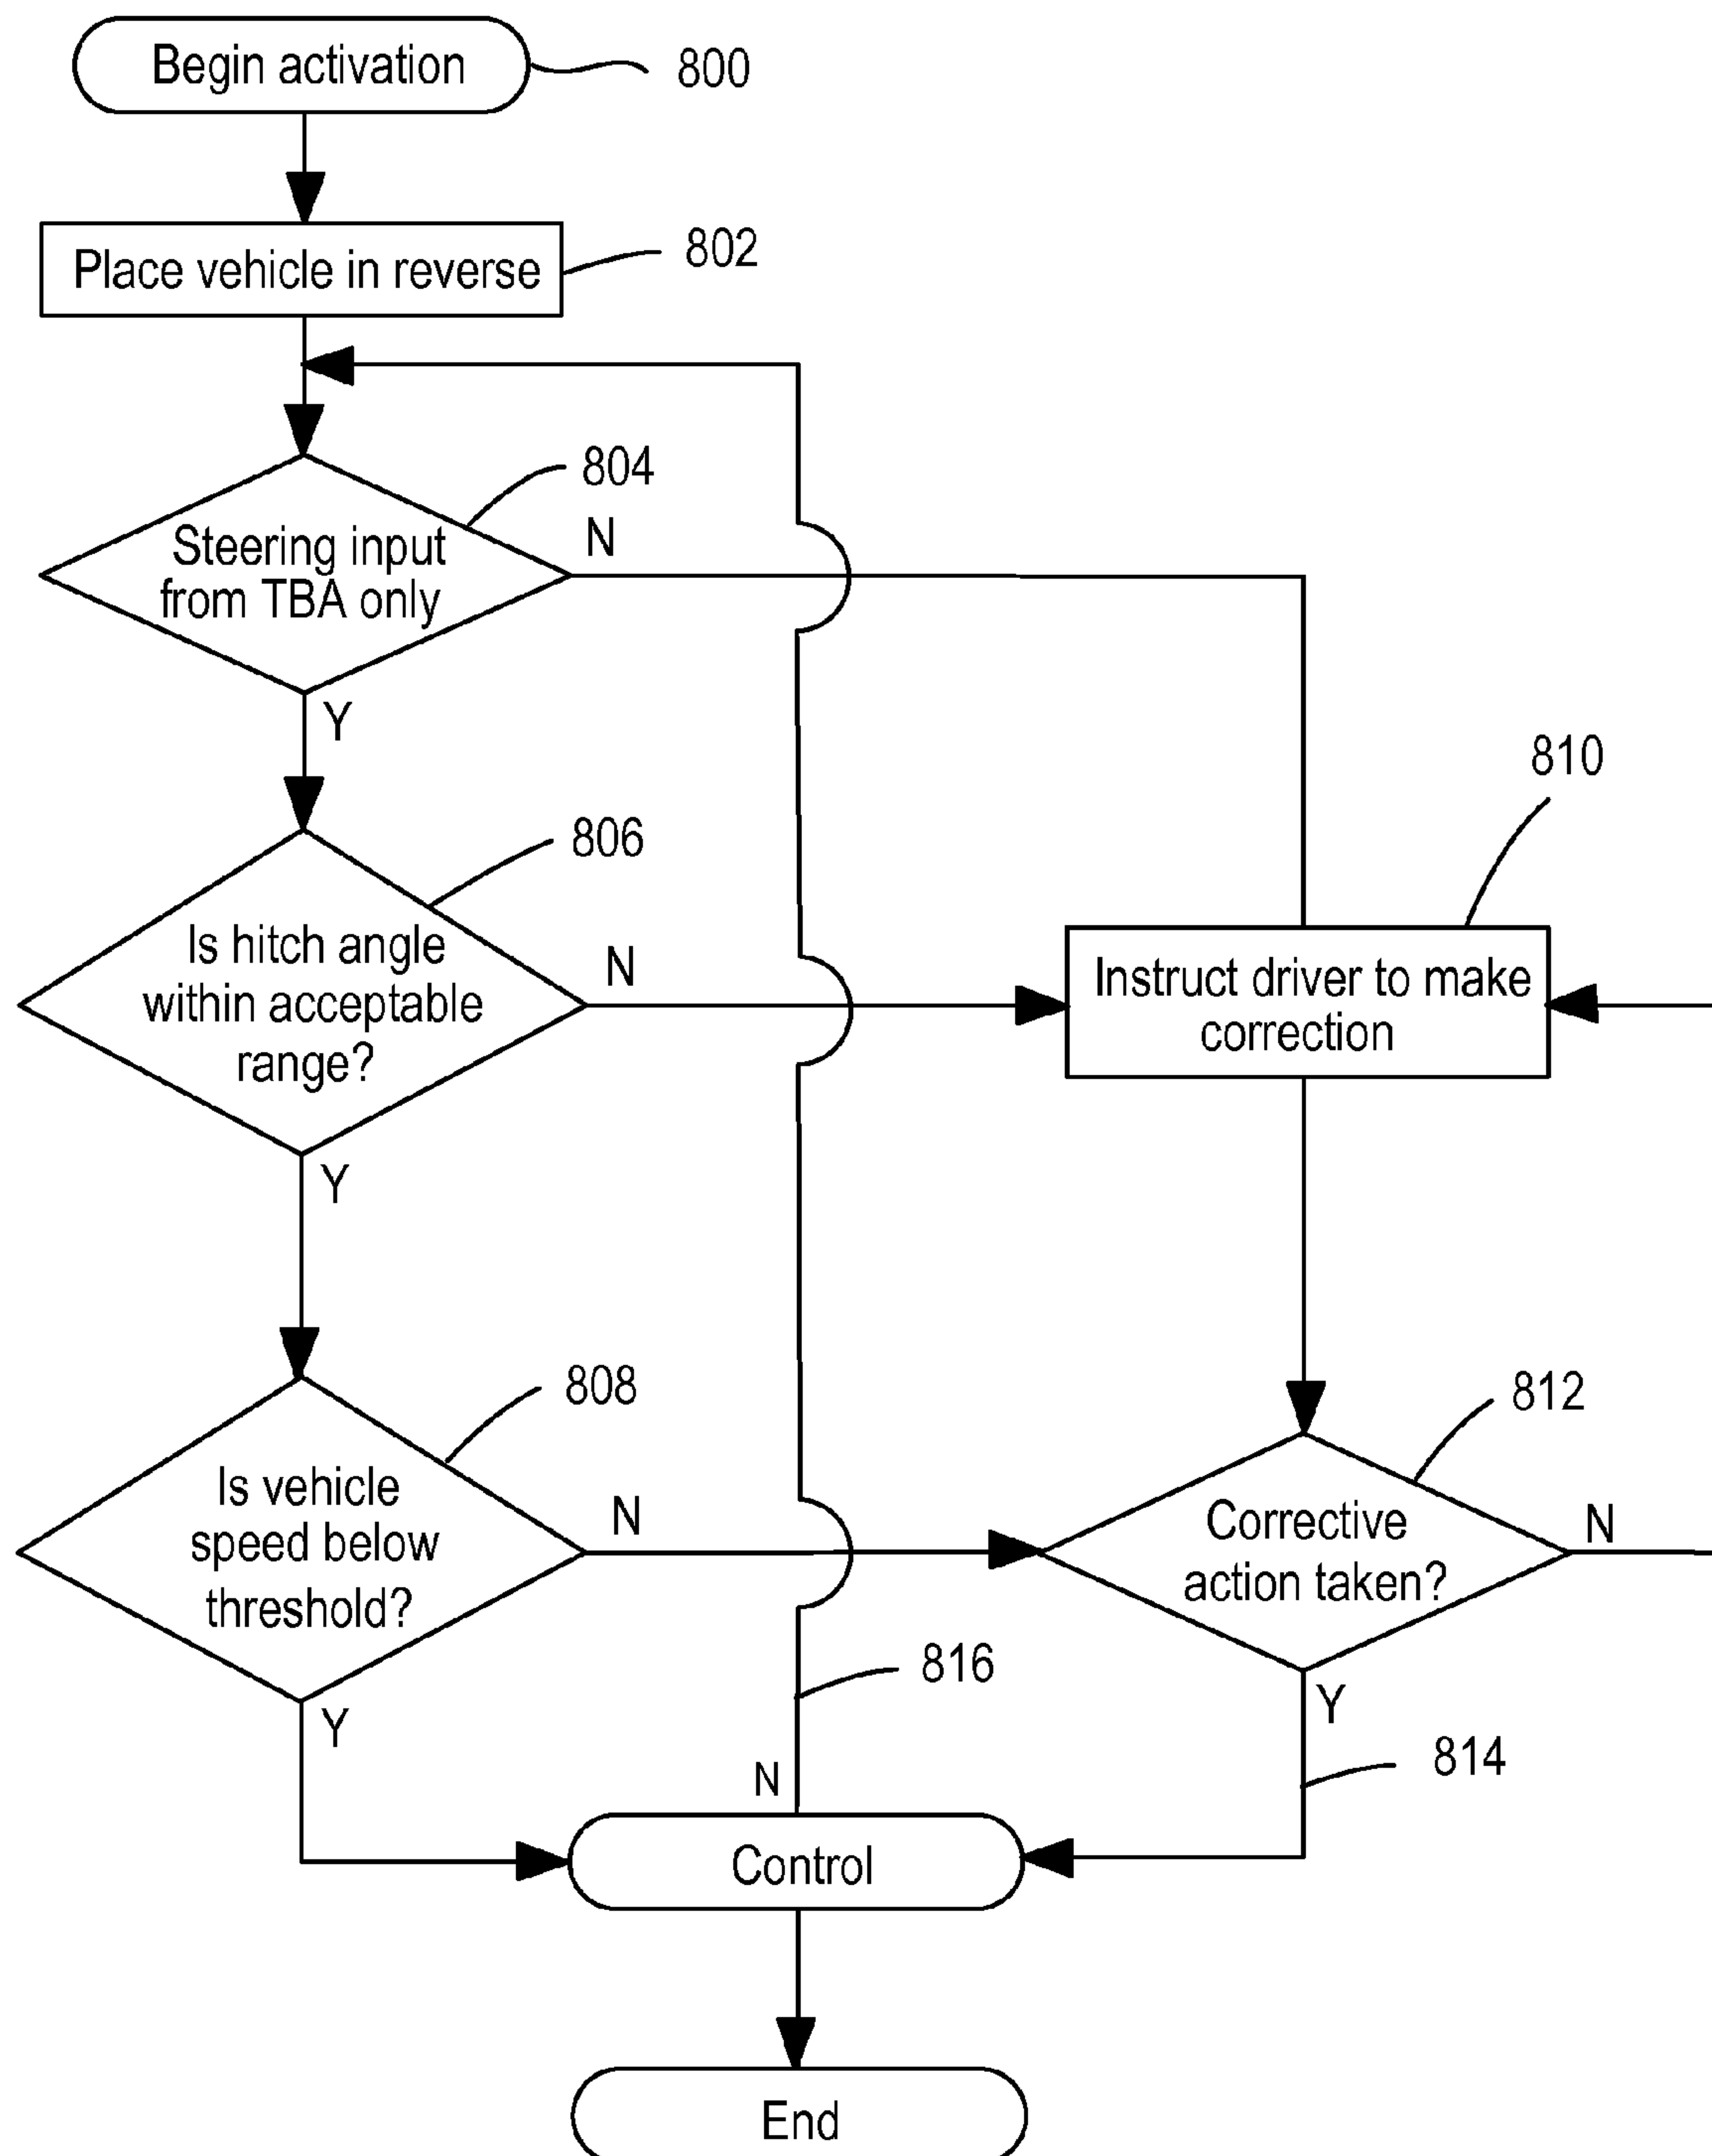 Begin activation
800
Place vehicle in reverse
802
804
Steering input
from TBA only
N
Y
810
806
Is hitch angle
within acceptable
range?
N
Instruct driver to make
correction
Y
808
Is vehicle
speed below
threshold?
N
812
Corrective
action taken?
N
Y
816
Y
814
N
Control
End